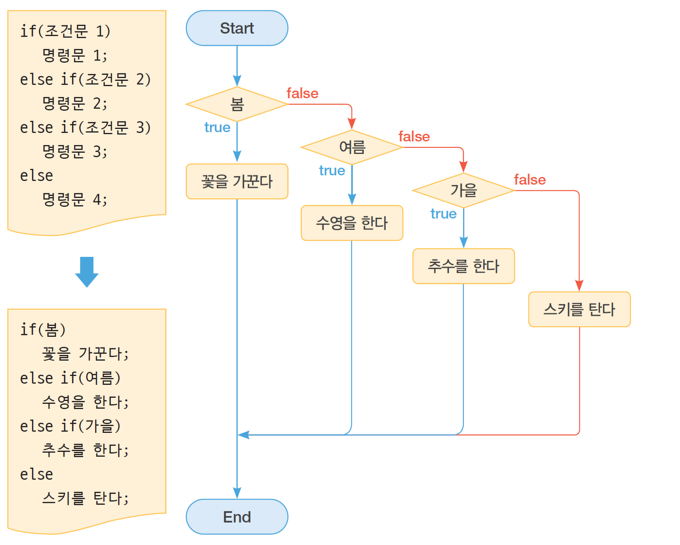 if(조건문 1)
명령문 1;
else if(조건문 2)
명령문 2;
else if(조건문 3)
명령문 3;
else
명령문 4;
if(봄)
꽃을 가꾼다;
else if(여름)
수영을 한다;
else if(가을)
추수를 한다;
else
스키를 탄다;
Start
봄
false
true
꽃을 가꾼다
여름
false
true
수영을 한다
가을
false
true
추수를 한다
스키를 탄다
End